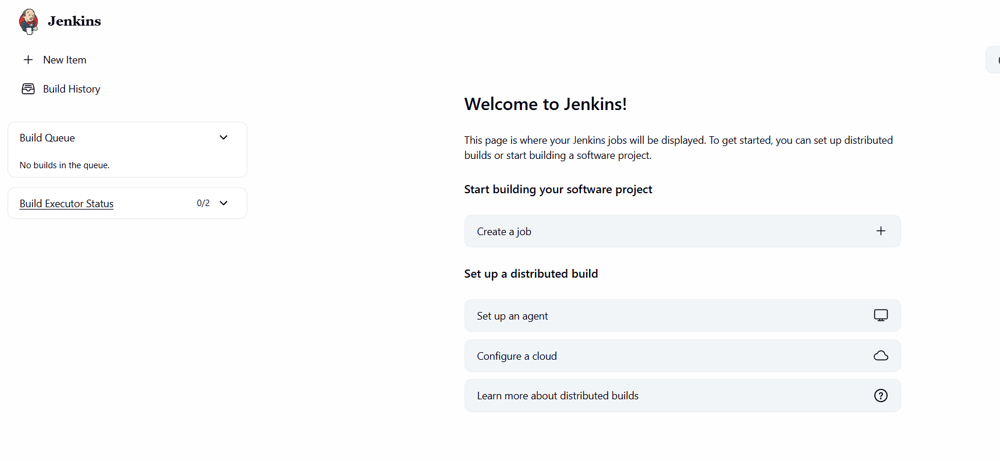 Jenkins
New Item
Build History
Build Queue
No builds in the queue.
Build Executor Status 0/2
Welcome to Jenkins!
This page is where your Jenkins jobs will be displayed. To get started, you can set up distributed
builds or start building a software project.
Start building your software project
Create a job
Set up a distributed build
Set up an agent
Configure a cloud
Learn more about distributed builds